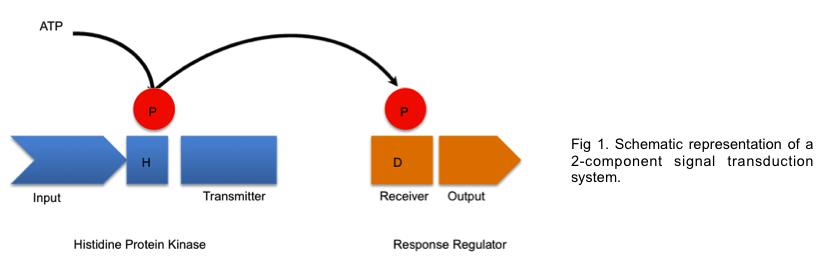 ATP
P
P
H
D
Input
Transmitter
Receiver
Output
Histidine Protein Kinase
Response Regulator
Fig 1. Schematic representation of a
2-component signal transduction
system.